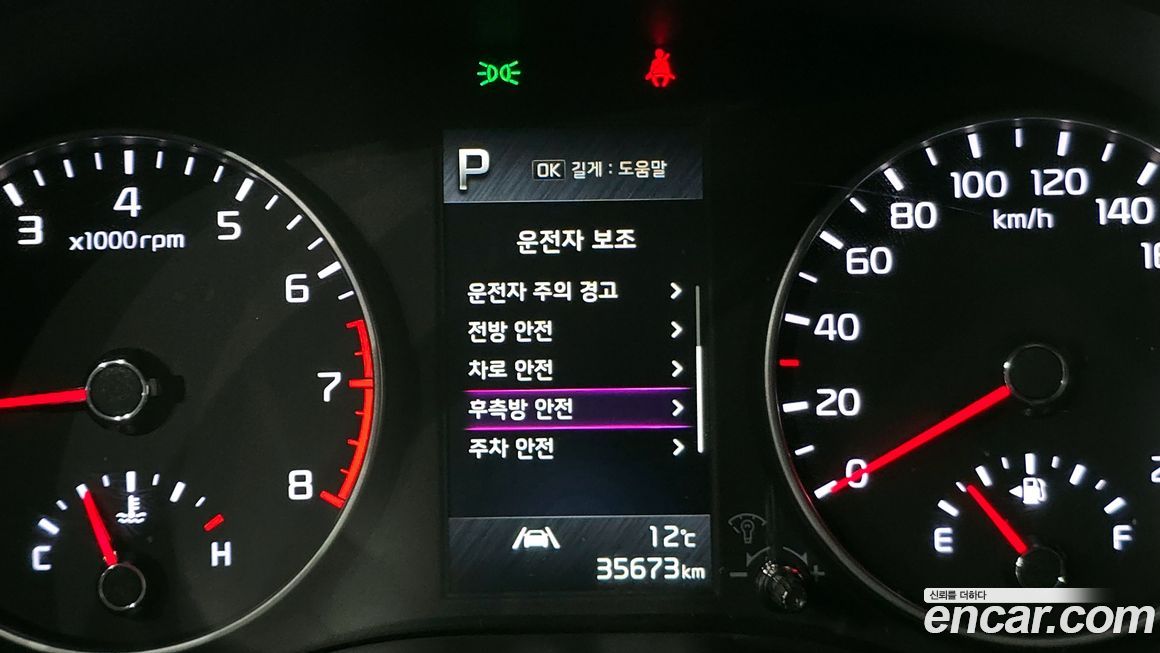 P
OK 길게 : 도움말
운전자 보조
운전자 주의 경고
전방 안전
차로 안전
후측방 안전
주차 안전
12℃
35673km
3
4
5
6
7
8
x1000rpm
C
H
0
20
40
60
80
100
120
140
km/h
E
F
- +
신뢰를 더하다
encar.com